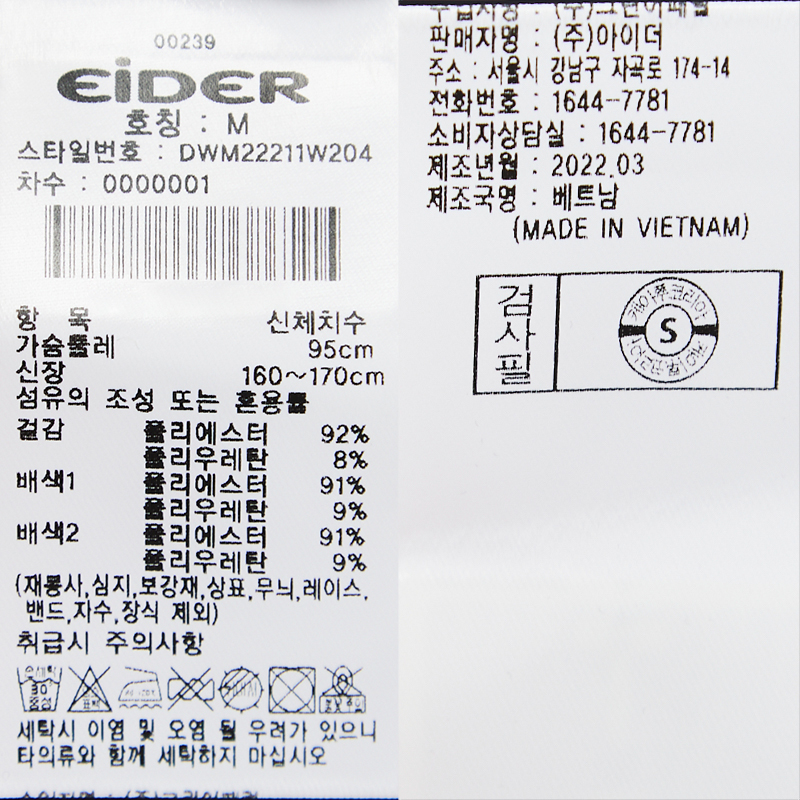 00239
EiDER
호칭 : M
스타일번호 : DWM22211W204
차수 : 0000001
항 목 신체치수
가슴둘레 95cm
신장 160~170cm
섬유의 조성 또는 혼용률
겉감 폴리에스터 92%
폴리우레탄 8%
배색1 폴리에스터 91%
폴리우레탄 9%
배색2 폴리에스터 91%
폴리우레탄 9%
(재봉사,심지,보강재,상표,무늬,레이스,
밴드,자수,장식 제외)
취급시 주의사항
손세탁
30°
중성
세탁시 이염 및 오염 될 우려가 있으니
타의류와 함께 세탁하지 마십시오
판매자명 : (주)아이더
주소 : 서울시 강남구 자곡로 174-14
전화번호 : 1644-7781
소비자상담실 : 1644-7781
제조년월 : 2022.03
제조국명 : 베트남
(MADE IN VIETNAM)
검사필
S